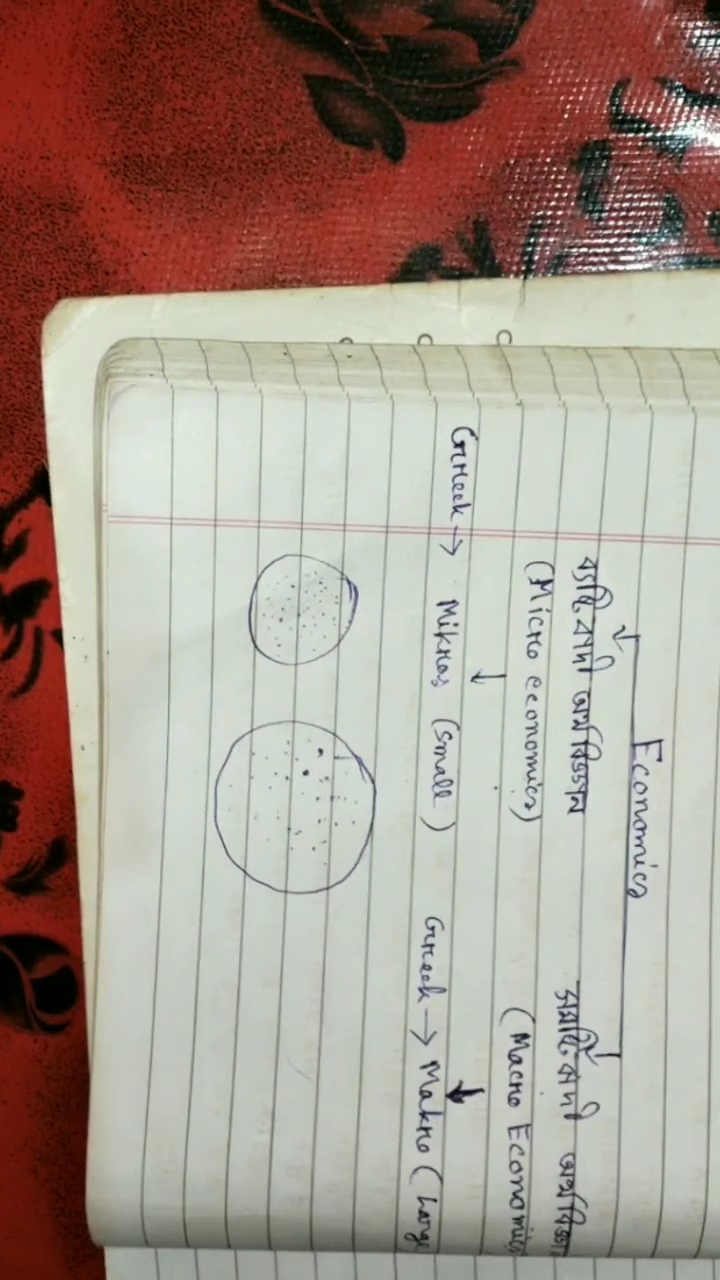 Economics
ব্যষ্টিবাদী অর্থবিজ্ঞান সমষ্টিবাদী অর্থবিজ্ঞা
(Micro economics) (Macro Economics
Greek → Mikros (small) Greek → Makro (Large